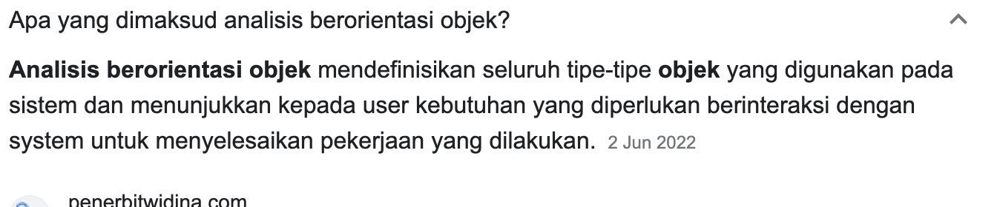 Apa yang dimaksud analisis berorientasi objek?
Analisis berorientasi objek mendefinisikan seluruh tipe-tipe objek yang digunakan pada
sistem dan menunjukkan kepada user kebutuhan yang diperlukan berinteraksi dengan
system untuk menyelesaikan pekerjaan yang dilakukan. 2 Jun 2022
penerbitwidina.com